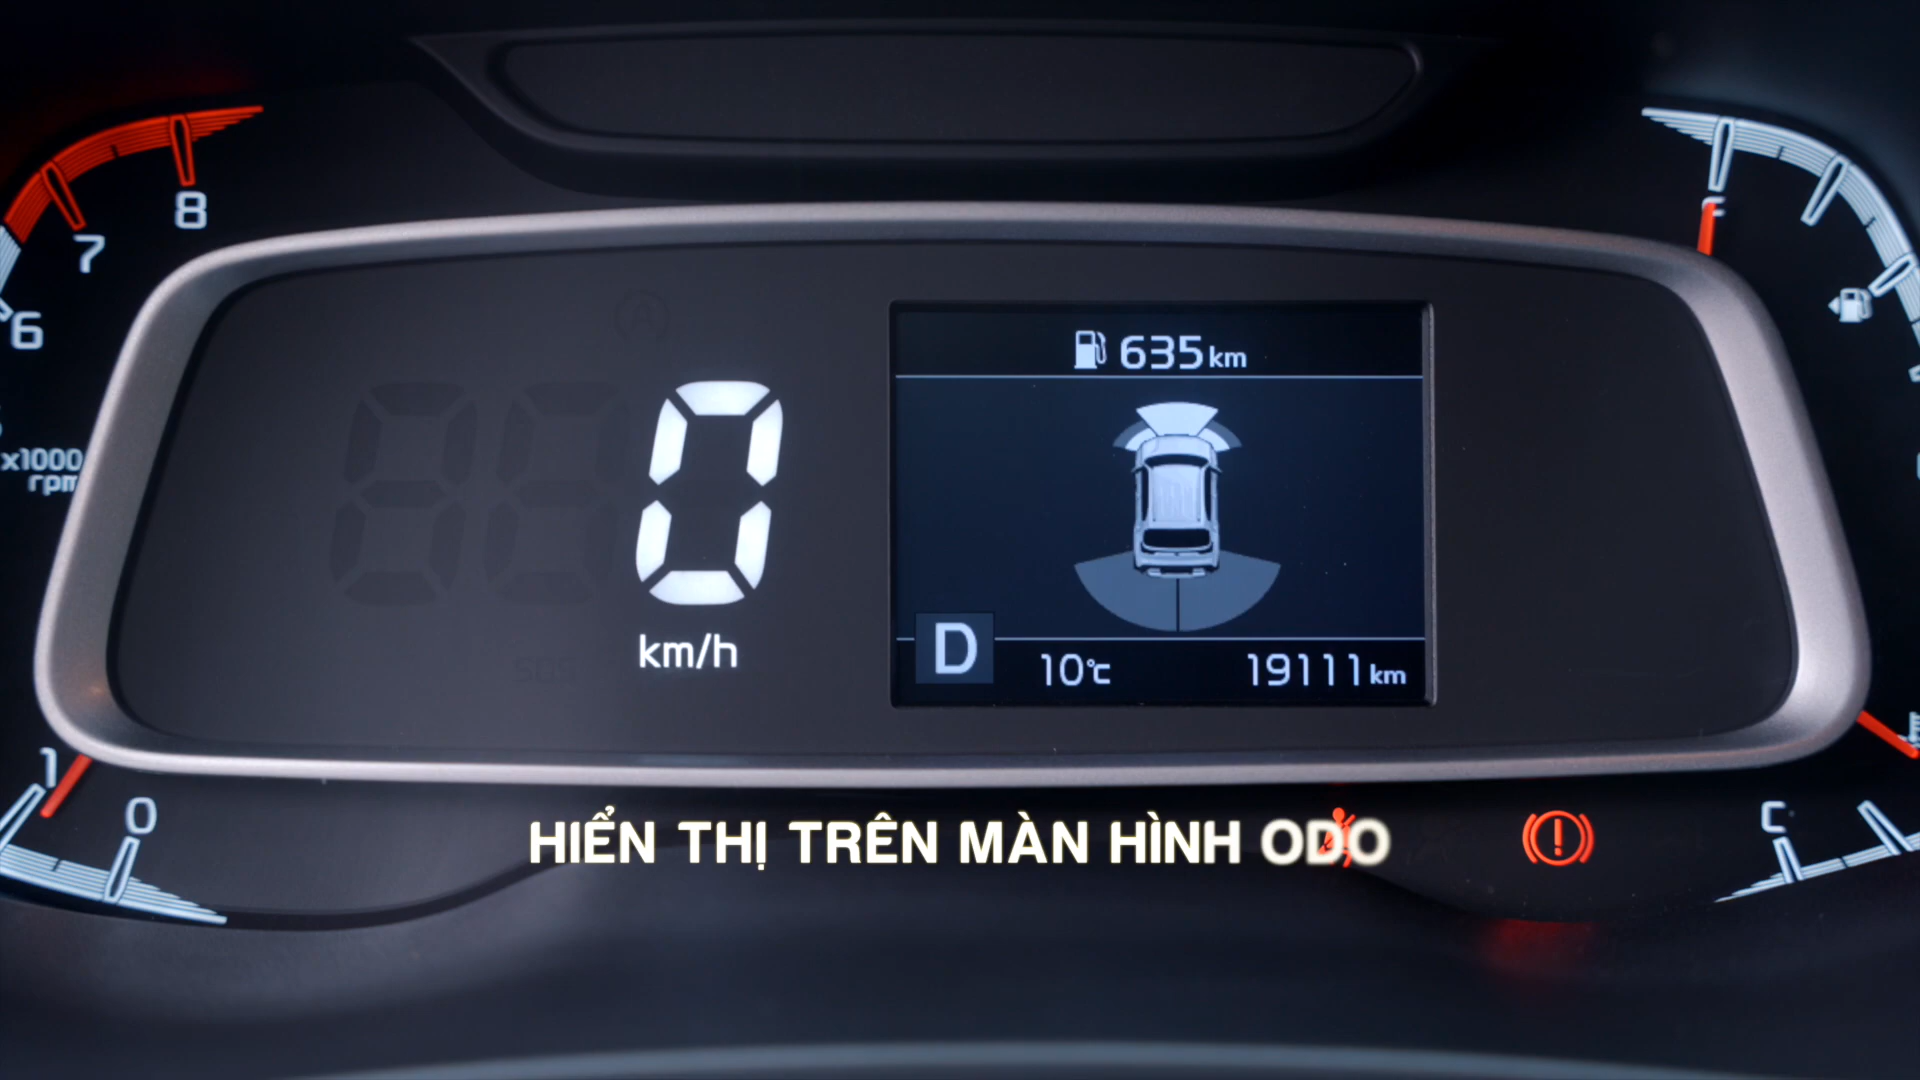 8
7
6
x1000
rpm
1
0
0
km/h
635km
D
10℃
19111km
F
C
HIỂN THỊ TRÊN MÀN HÌNH ODO